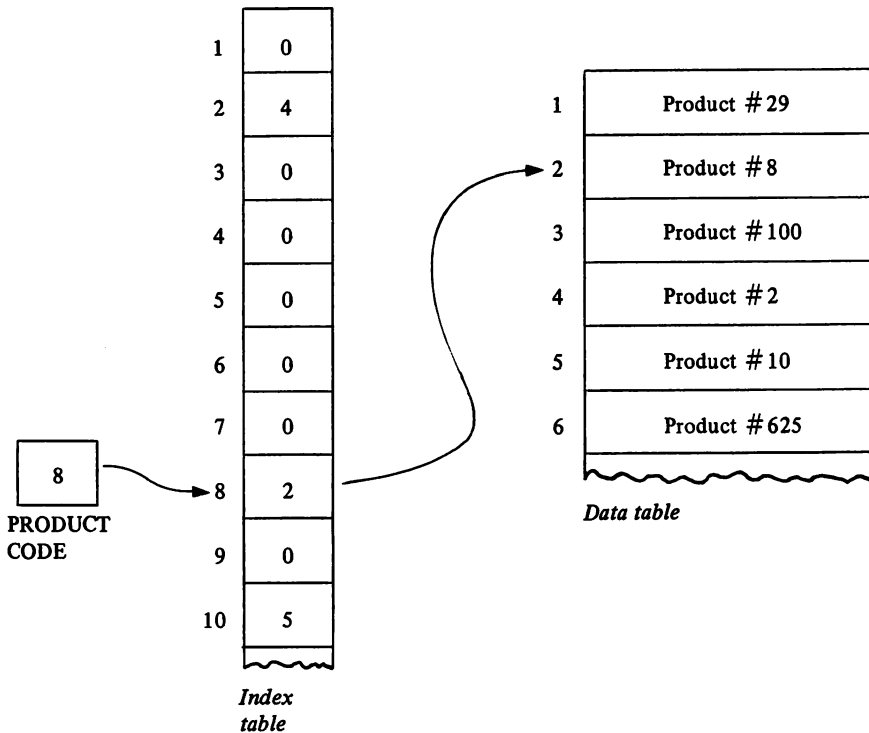 1 0
2 4
3 0
4 0
5 0
6 0
7 0
8 2
9 0
10 5
Index
table
8
PRODUCT
CODE
1 Product #29
2 Product #8
3 Product #100
4 Product #2
5 Product #10
6 Product #625
Data table